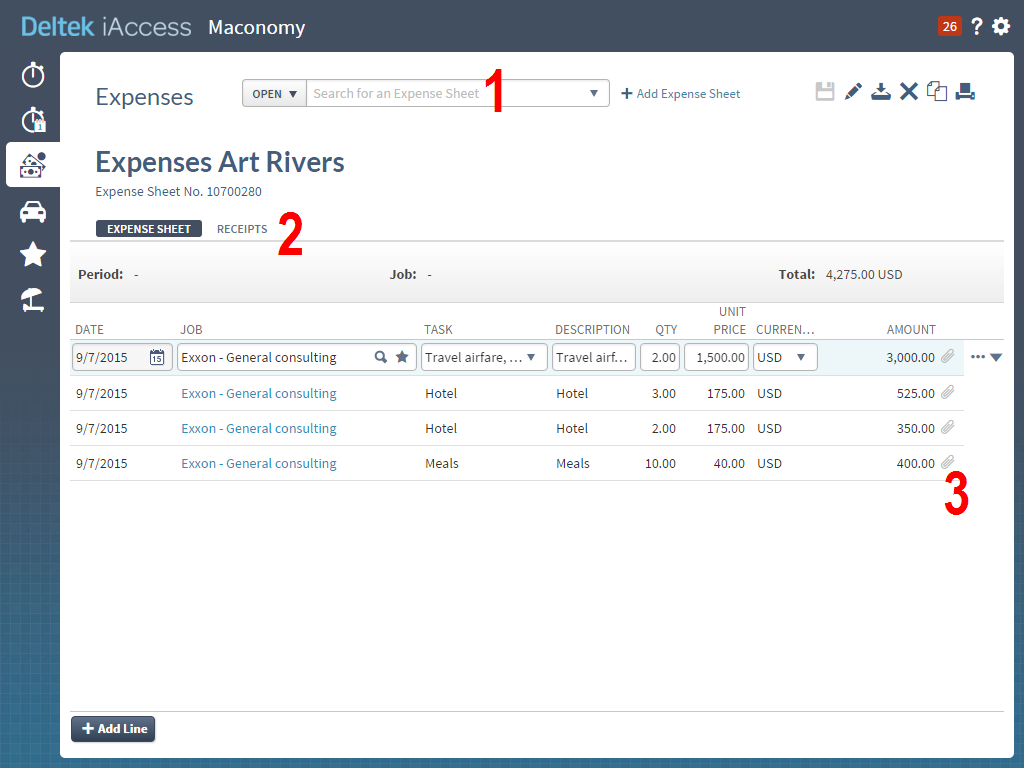 Deltek iAccess Maconomy 26 ?
1
Expenses OPEN Search for an Expense Sheet 1 + Add Expense Sheet
Expenses Art Rivers
Expense Sheet No. 10700280
EXPENSE SHEET RECEIPTS 2
Period: - Job: - Total: 4,275.00 USD
DATE JOB TASK DESCRIPTION QTY UNIT PRICE CURREN... AMOUNT
9/7/2015 15 Exxon - General consulting Travel airfare, ... Travel airf... 2.00 1,500.00 USD 3,000.00 •••
9/7/2015 Exxon - General consulting Hotel Hotel 3.00 175.00 USD 525.00
9/7/2015 Exxon - General consulting Hotel Hotel 2.00 175.00 USD 350.00
9/7/2015 Exxon - General consulting Meals Meals 10.00 40.00 USD 400.00
3
+ Add Line